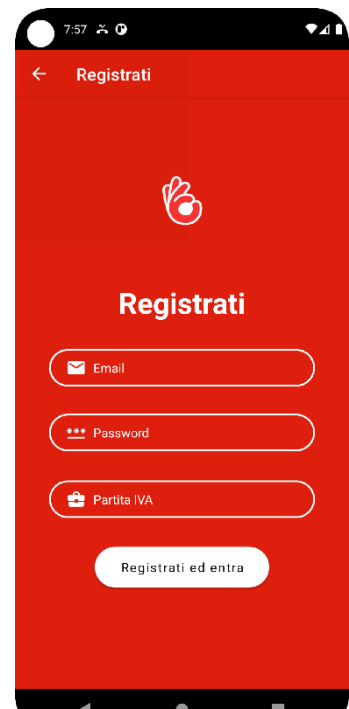 7:57
Registrati
Registrati
Email
*** Password
Partita IVA
Registrati ed entra